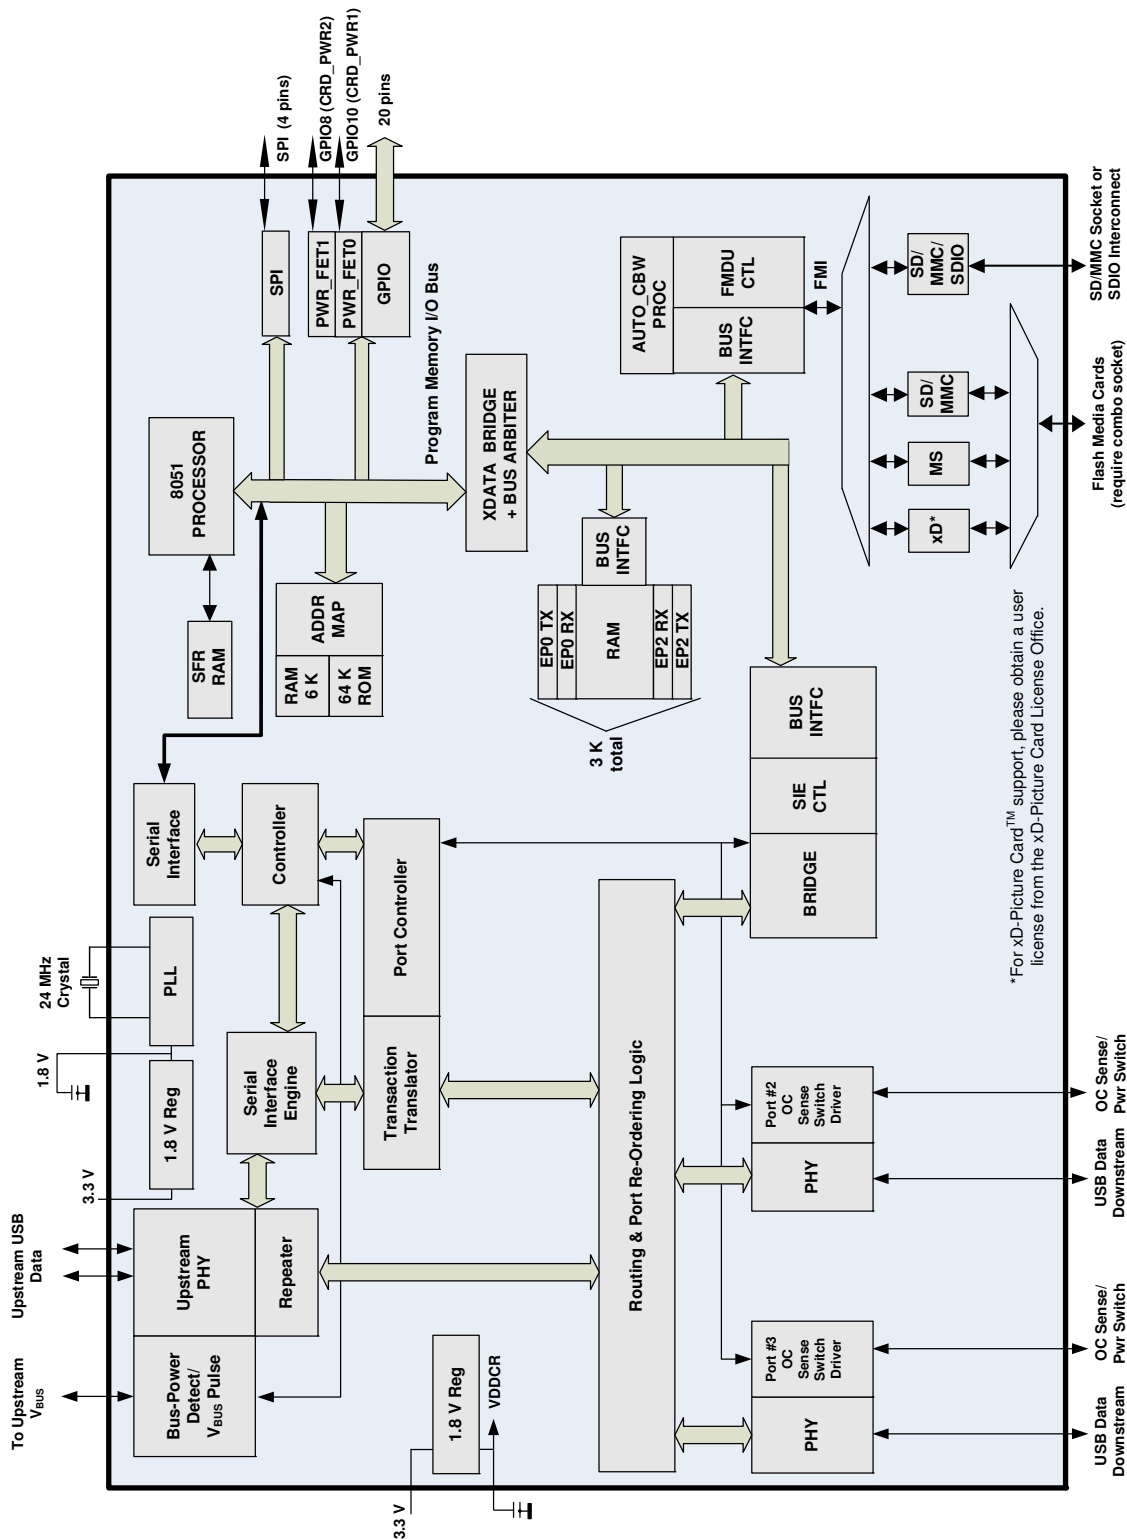 To Upstream
VBUS
Upstream USB
Data
3.3 V
1.8 V
24 MHz
Crystal
Bus-Power
Detect/
VBUS Pulse
Upstream
PHY
Repeater
1.8 V Reg
PLL
Serial
Interface
Engine
Serial
Interface
Controller
Transaction
Translator
Port Controller
SFR
RAM
8051
PROCESSOR
RAM
6 K
64 K
ROM
ADDR
MAP
SPI
SPI (4 pins)
PWR_FET1
PWR_FET0
GPIO
GPIO8 (CRD_PWR2)
GPIO10 (CRD_PWR1)
20 pins
Program Memory I/O Bus
XDATA BRIDGE
+ BUS ARBITER
3.3 V
1.8 V Reg
VDDCR
Routing & Port Re-Ordering Logic
3 K
total
EP0 TX
EP0 RX
RAM
EP2 RX
EP2 TX
BUS
INTFC
AUTO_CBW
PROC
BUS
INTFC
FMDU
CTL
FMI
PHY
Port #3
OC
Sense
Switch
Driver
PHY
Port #2
OC
Sense
Switch
Driver
BRIDGE
SIE
CTL
BUS
INTFC
xD*
MS
SD/
MMC
SD/
MMC/
SDIO
*For xD-Picture Card™ support, please obtain a user
license from the xD-Picture Card License Office.
USB Data
Downstream
OC Sense/
Pwr Switch
USB Data
Downstream
OC Sense/
Pwr Switch
Flash Media Cards
(require combo socket)
SD/MMC Socket or
SDIO Interconnect